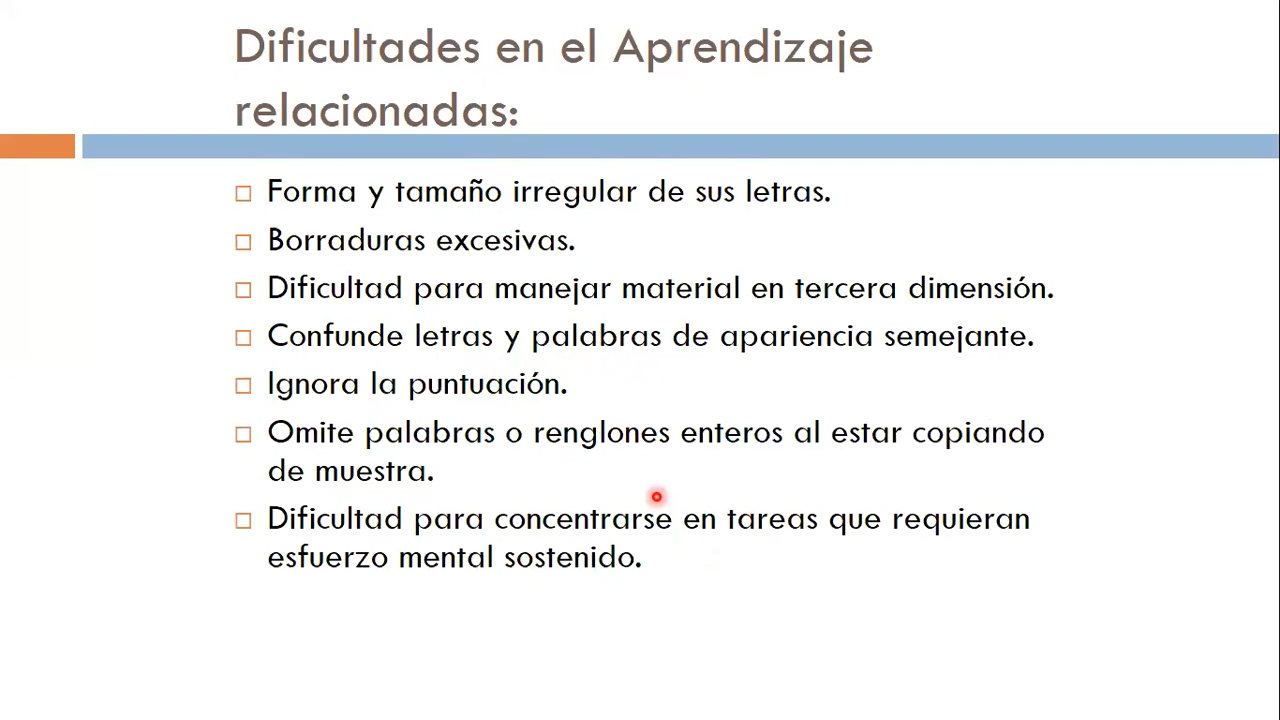 Dificultades en el Aprendizaje
relacionadas:
Forma y tamaño irregular de sus letras.
Borraduras excesivas.
Dificultad para manejar material en tercera dimensión.
Confunde letras y palabras de apariencia semejante.
Ignora la puntuación.
Omite palabras o renglones enteros al estar copiando
de muestra.
Dificultad para concentrarse en tareas que requieran
esfuerzo mental sostenido.